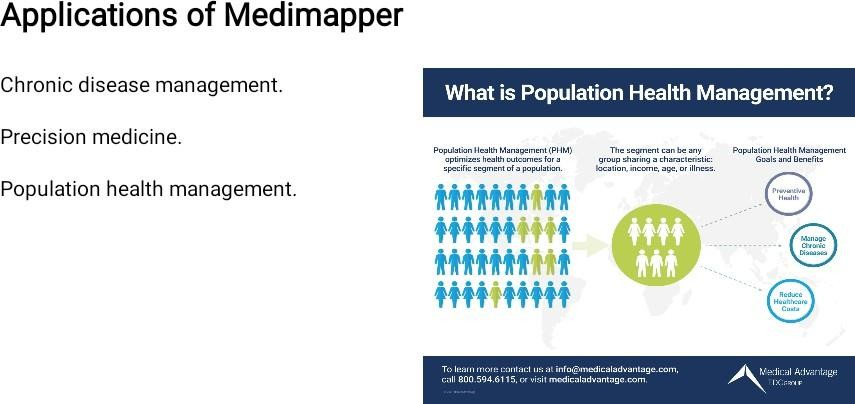 Applications of Medimapper
Chronic disease management.
Precision medicine.
Population health management.
What is Population Health Management?
Population Health Management (PHM)
optimizes health outcomes for a
specific segment of a population.
The segment can be any
group sharing a characteristic:
location, income, age, or illness.
Population Health Management
Goals and Benefits
Preventive
Health
Manage
Chronic
Diseases
Reduce
Healthcare
Costs
To learn more contact us at info@medicaladvantage.com,
call 800.594.6115, or visit medicaladvantage.com.
Medical Advantage
TDC GROUP